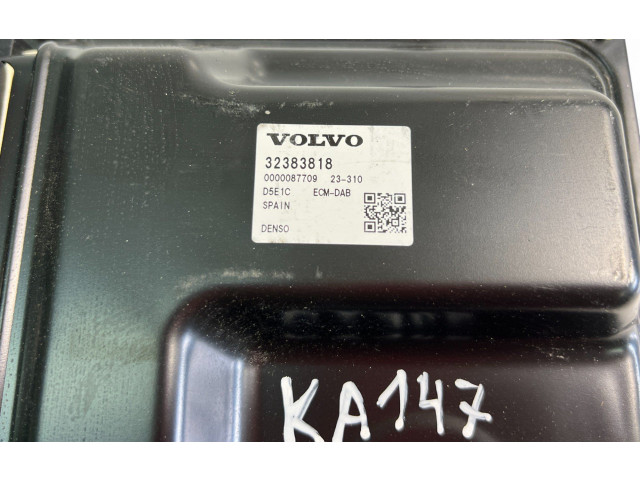 VOLVO
32383818
0000087709 23-310
D5E1C ECM-DAB
SPAIN
DENSO
KA147